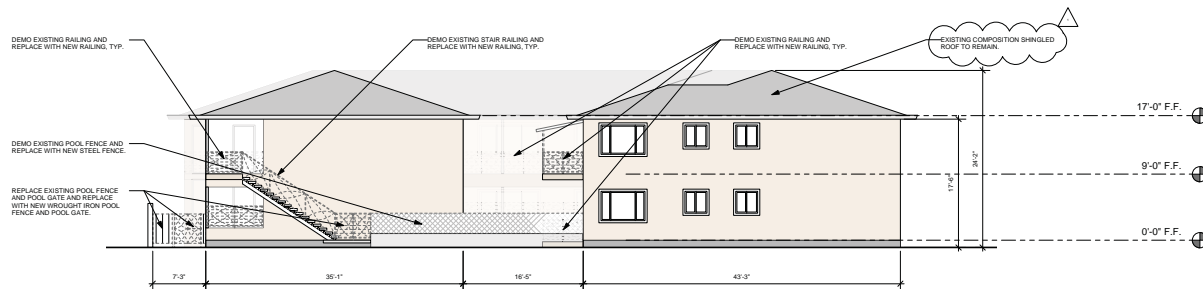 DEMO EXISTING RAILING AND
REPLACE WITH NEW RAILING, TYP.
DEMO EXISTING STAIR RAILING AND
REPLACE WITH NEW RAILING, TYP.
DEMO EXISTING RAILING AND
REPLACE WITH NEW RAILING, TYP.
EXISTING COMPOSITION SHINGLED
ROOF TO REMAIN.
17'-0" F.F.
DEMO EXISTING POOL FENCE AND
REPLACE WITH NEW STEEL FENCE.
24'-2"
9'-0" F.F.
17'-6"
REPLACE EXISTING POOL FENCE
AND POOL GATE AND REPLACE
WITH NEW WROUGHT IRON POOL
FENCE AND POOL GATE.
0'-0" F.F.
7'-3"
35'-1"
16'-5"
43'-3"